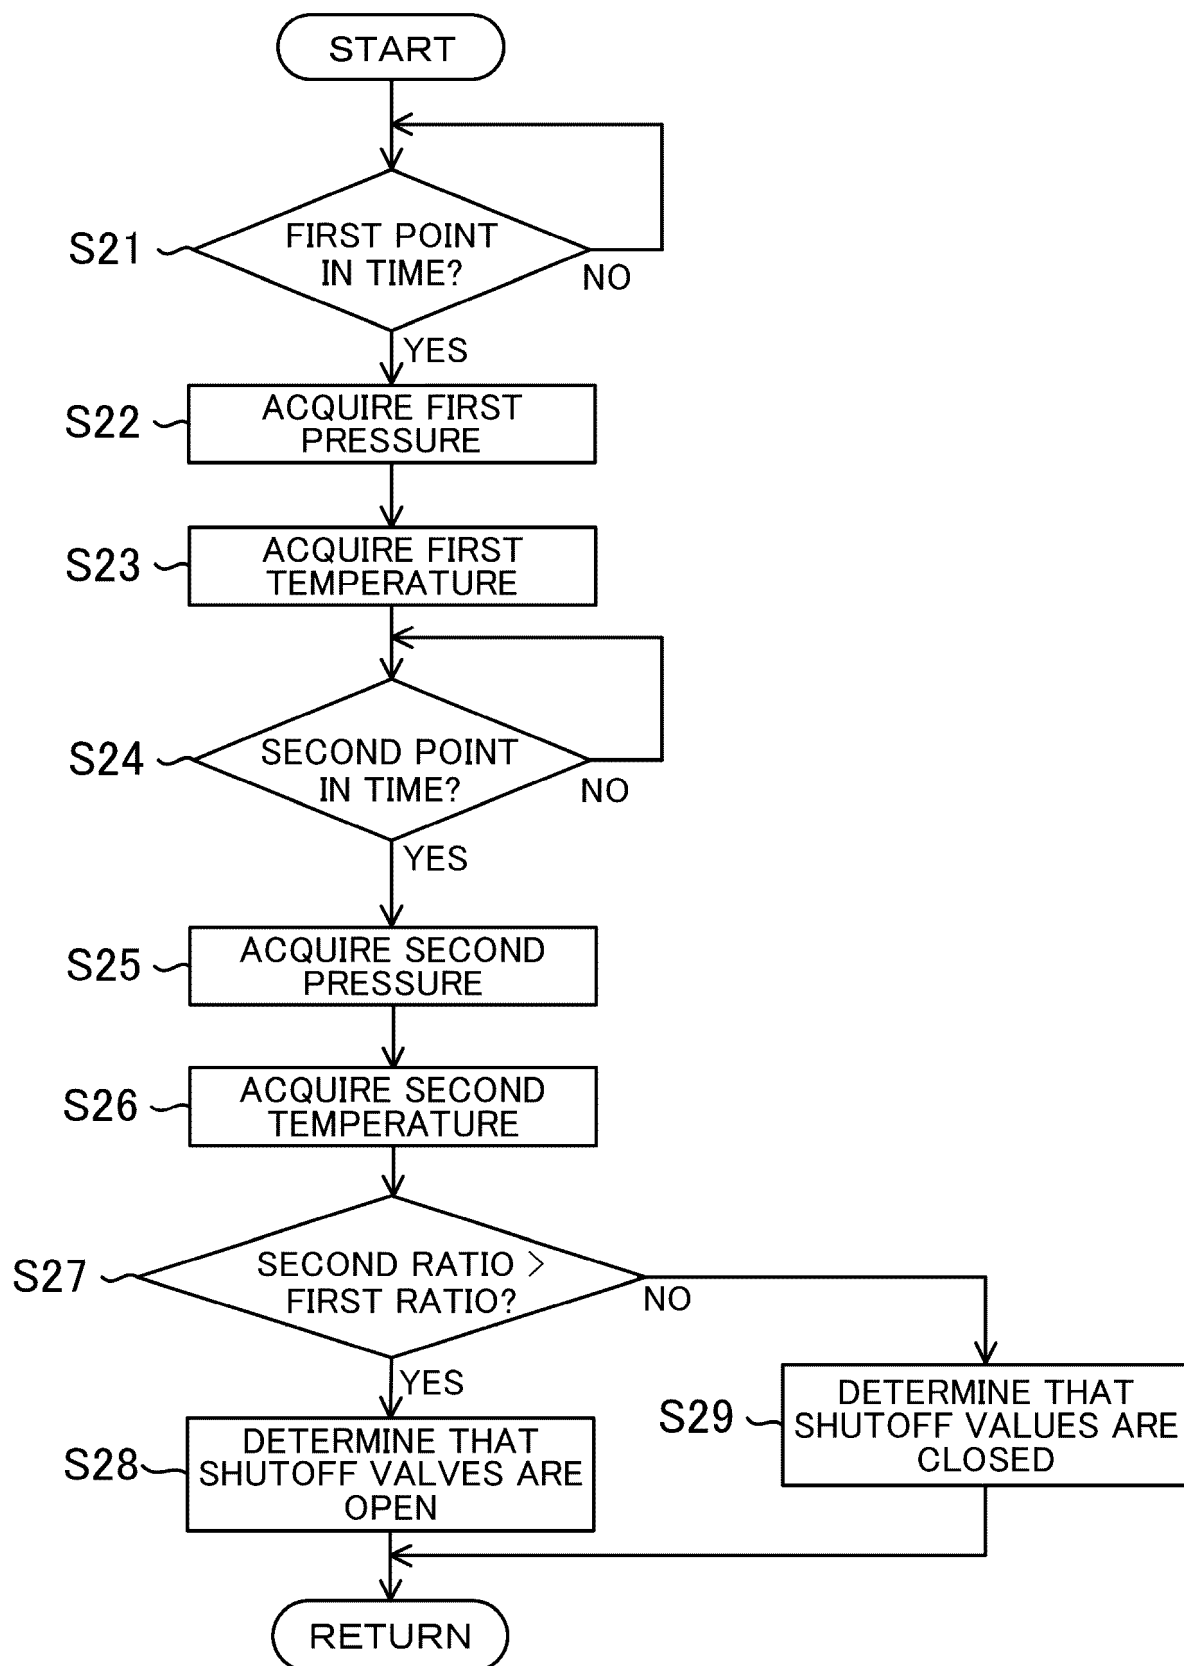 START
S21
FIRST POINT
IN TIME?
NO
YES
S22
ACQUIRE FIRST
PRESSURE
S23
ACQUIRE FIRST
TEMPERATURE
S24
SECOND POINT
IN TIME?
NO
YES
S25
ACQUIRE SECOND
PRESSURE
S26
ACQUIRE SECOND
TEMPERATURE
S27
SECOND RATIO >
FIRST RATIO?
NO
YES
S28
DETERMINE THAT
SHUTOFF VALVES ARE
OPEN
S29
DETERMINE THAT
SHUTOFF VALUES ARE
CLOSED
RETURN